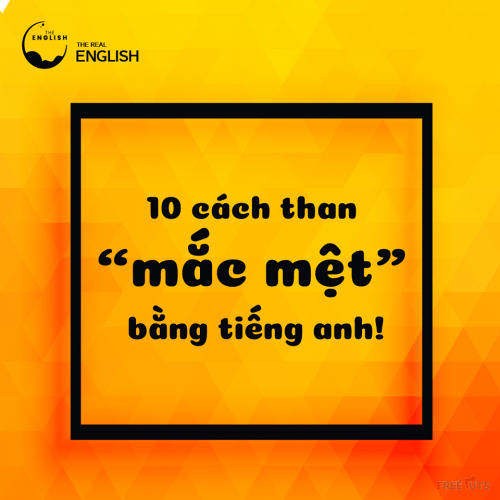 THE
ENGLISH
THE REAL
ENGLISH
10 cách than
“mắc mệt”
bằng tiếng anh!